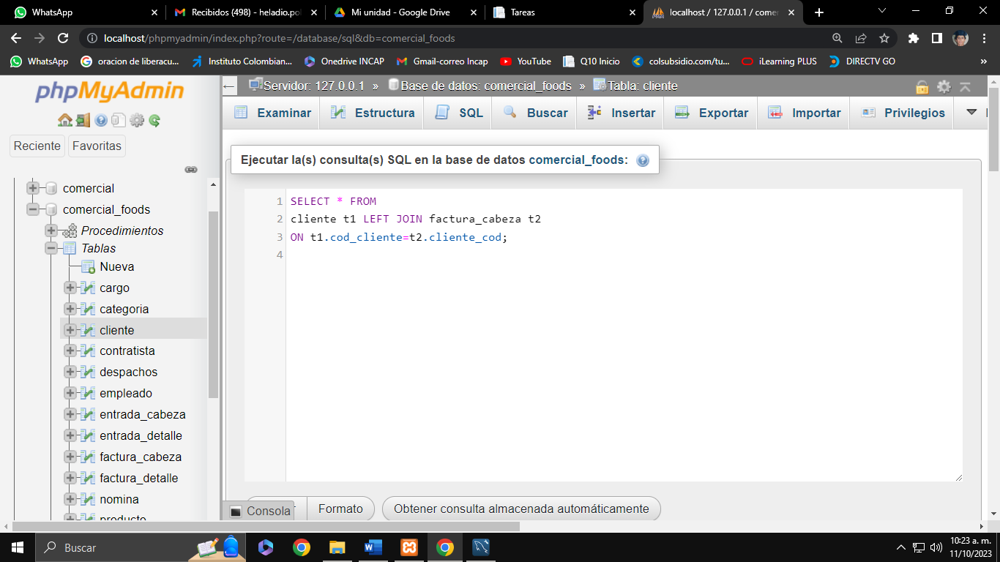 WhatsApp
Recibidos (498) - heladio.pol
Mi unidad - Google Drive
Tareas
localhost / 127.0.0.1 / comer
localhost/phpmyadmin/index.php?route=/database/sql&db=comercial_foods
WhatsApp
oracion de liberacu...
Instituto Colombian...
Onedrive INCAP
Gmail-correo Incap
YouTube
Q10 Inicio
colsubsidio.com/tu...
iLearning PLUS
DIRECTV GO
»
phpMyAdmin
Reciente
Favoritas
comercial
comercial_foods
Procedimientos
Tablas
Nueva
cargo
categoria
cliente
contratista
despachos
empleado
entrada_cabeza
entrada_detalle
factura_cabeza
factura_detalle
nomina
producto
Servidor: 127.0.0.1 » Base de datos: comercial_foods » Tabla: cliente
Examinar
Estructura
SQL
Buscar
Insertar
Exportar
Importar
Privilegios
Ejecutar la(s) consulta(s) SQL en la base de datos comercial_foods:
1 SELECT * FROM
2 cliente t1 LEFT JOIN factura_cabeza t2
3 ON t1.cod_cliente=t2.cliente_cod;
4
Consola
Formato
Obtener consulta almacenada automáticamente
Buscar
10:23 a. m.
11/10/2023